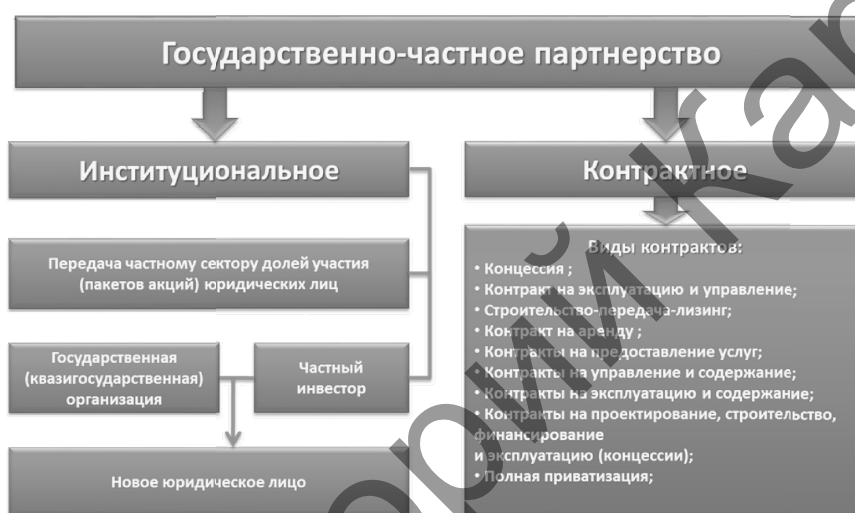 Государственно-частное партнерство
Институциональное
Контрактное
Передача частному сектору долей участия
(пакетов акций) юридических лиц
Государственная
(квазигосударственная)
организация
Частный
инвестор
Новое юридическое лицо
Виды контрактов:
• Концессия ;
• Контракт на эксплуатацию и управление;
• Строительство-передача-лизинг;
• Контракт на аренду ;
• Контракты на предоставление услуг;
• Контракты на управление и содержание;
• Контракты на эксплуатацию и содержание;
• Контракты на проектирование, строительство,
финансирование
и эксплуатацию (концессии);
• Полная приватизация;